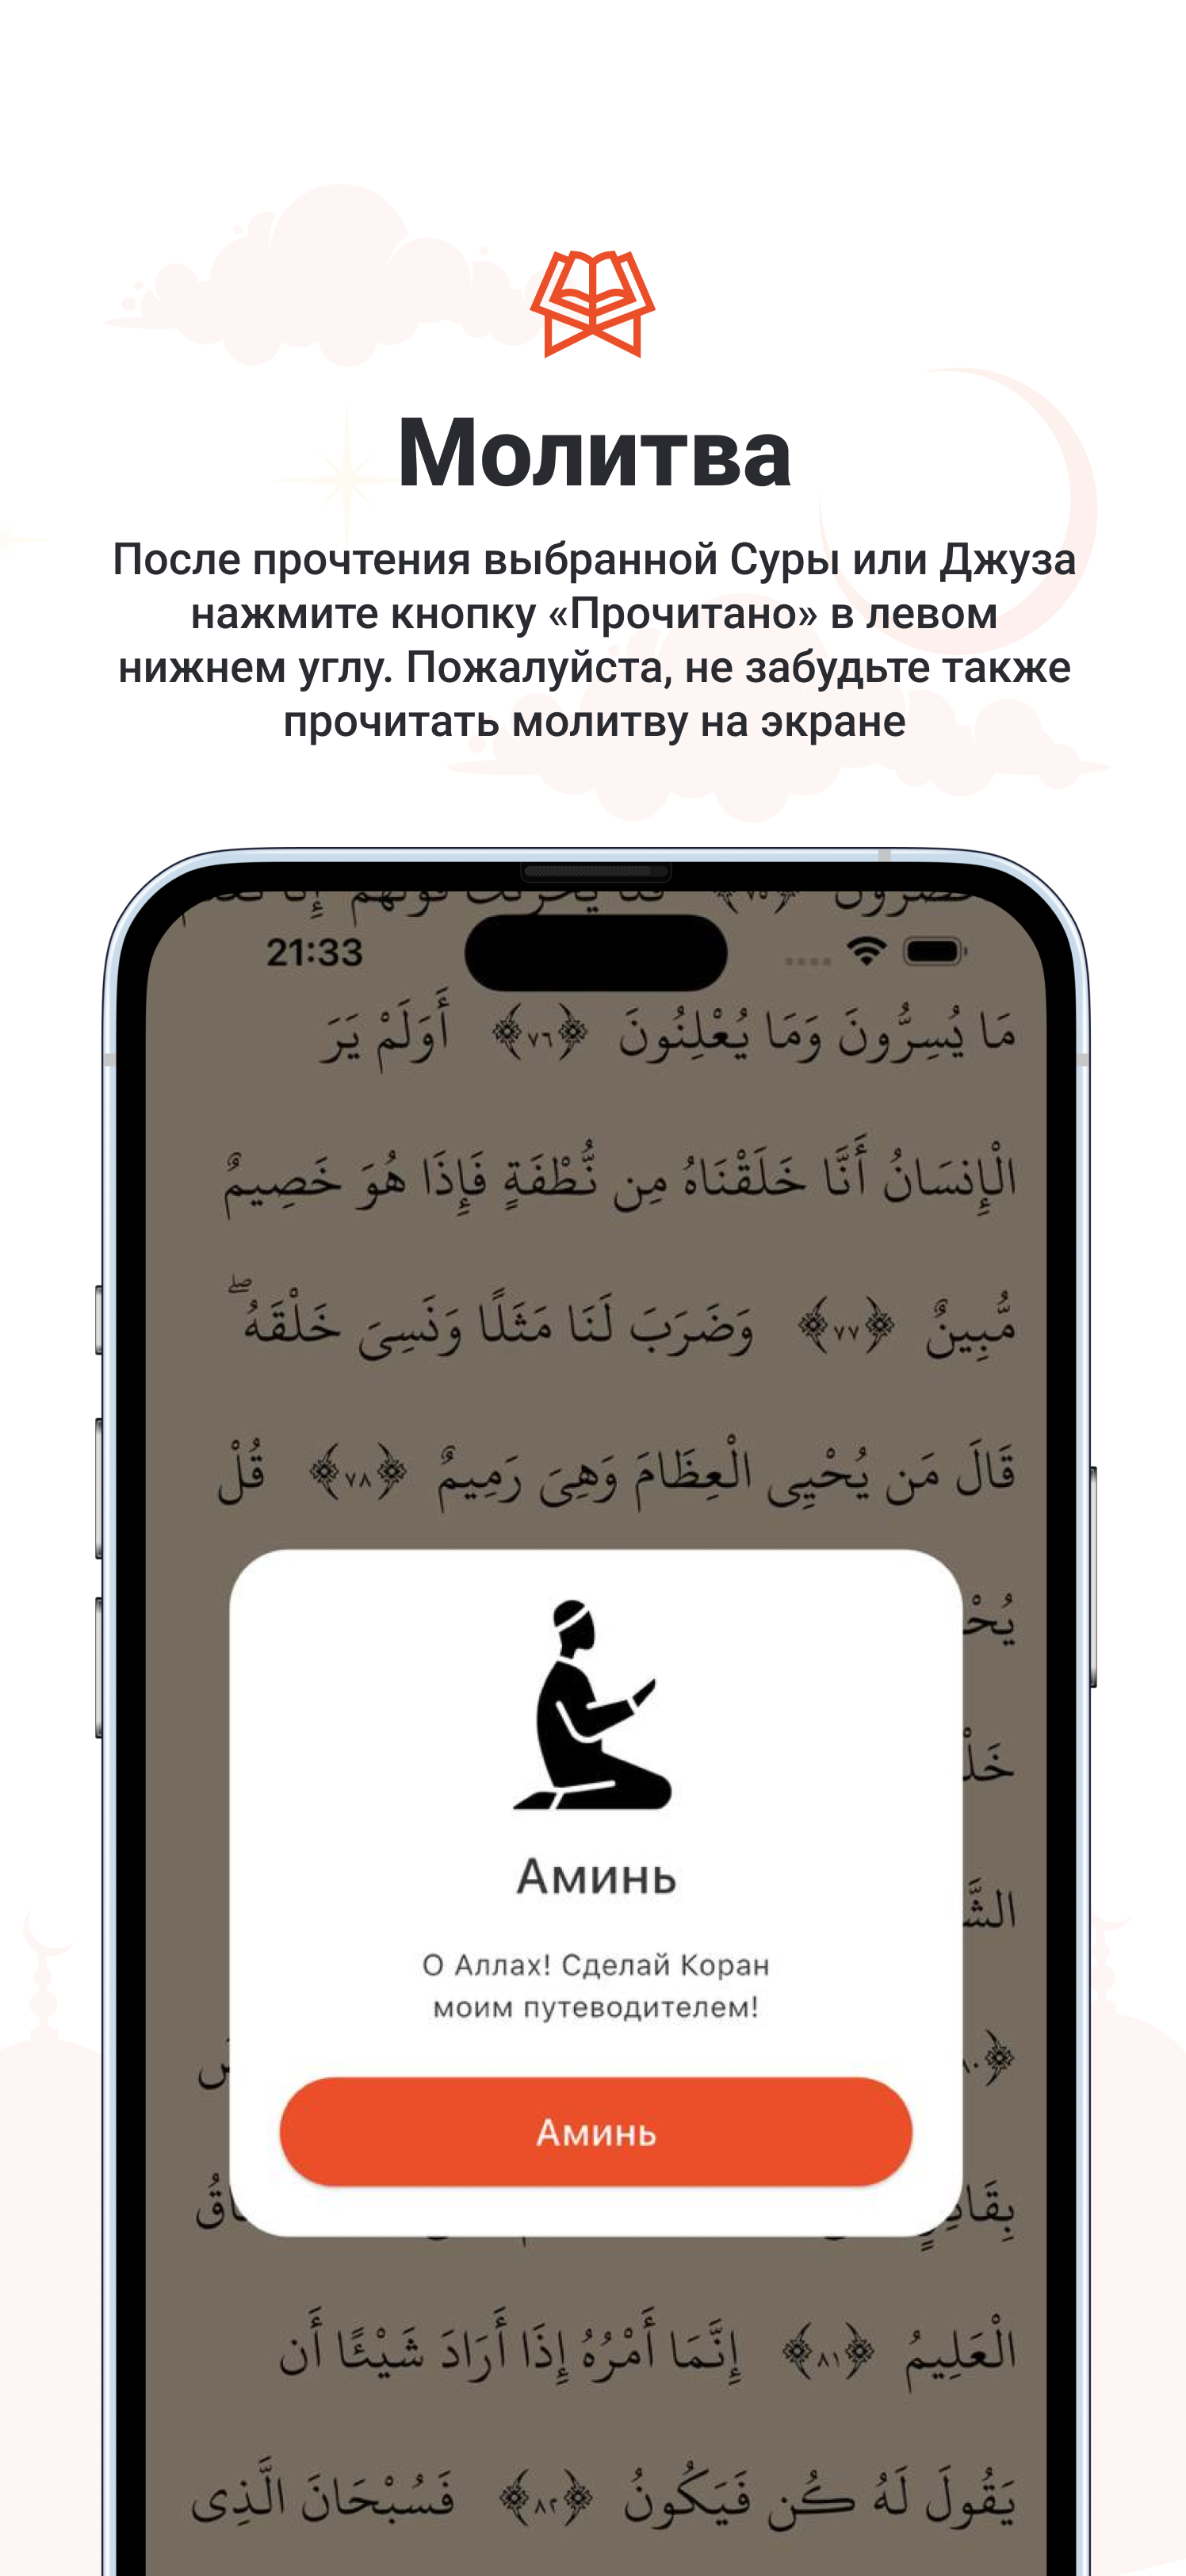 Молитва
После прочтения выбранной Суры или Джуза
нажмите кнопку «Прочитано» в левом
нижнем углу. Пожалуйста, не забудьте также
прочитать молитву на экране
21:33
مَا يُسِرُّونَ وَمَا يُعْلِنُونَ ﴿٧٦﴾ أَوَلَمْ يَرَ
الْإِنسَانُ أَنَّا خَلَقْنَاهُ مِن نُّطْفَةٍ فَإِذَا هُوَ خَصِيمٌ
مُّبِينٌ ﴿٧٧﴾ وَضَرَبَ لَنَا مَثَلًا وَنَسِىَ خَلْقَهُ ۖ
قَالَ مَن يُحْيِى الْعِظَامَ وَهِىَ رَمِيمٌ ﴿٧٨﴾ قُلْ
Аминь
О Аллах! Сделай Коран
моим путеводителем!
Аминь
الْعَلِيمُ ﴿٨١﴾ إِنَّمَا أَمْرُهُ إِذَا أَرَادَ شَيْئًا أَن
يَقُولَ لَهُ كُن فَيَكُونُ ﴿٨٢﴾ فَسُبْحَانَ الَّذِى